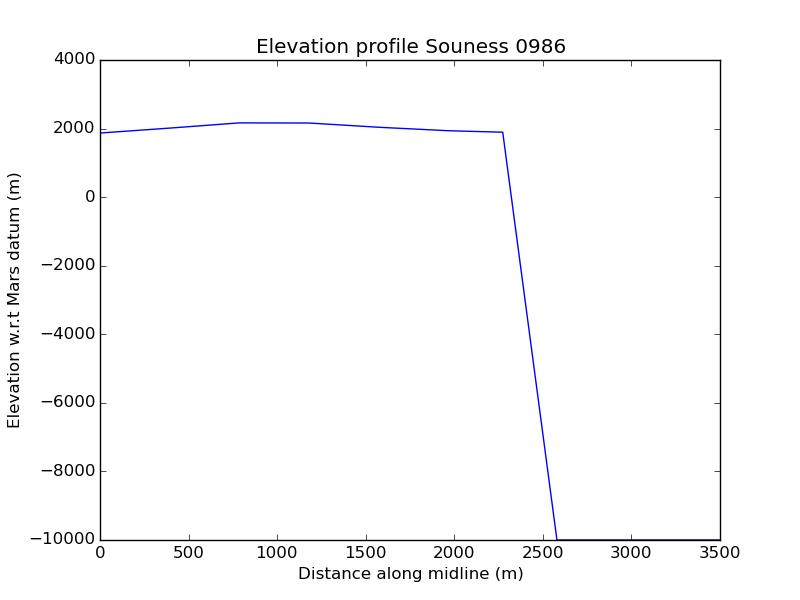 Elevation profile Souness 0986
4000
2000
0
−2000
−4000
−6000
−8000
−10000
Elevation w.r.t Mars datum (m)
0 500 1000 1500 2000 2500 3000 3500
Distance along midline (m)